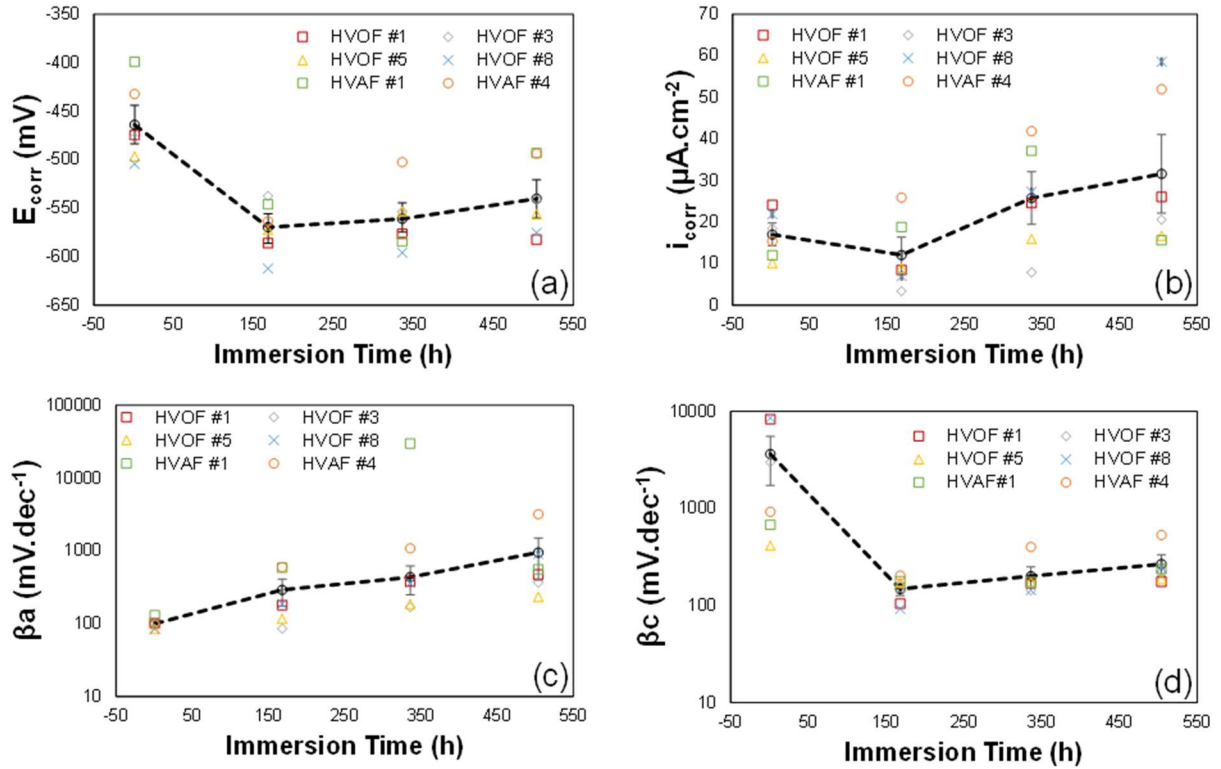 -350
-400
-450
-500
-550
-600
-650
E_corr (mV)
HVOF #1 HVOF #3
HVOF #5 HVOF #8
HVAF #1 HVAF #4
(a)
-50 50 150 250 350 450 550
Immersion Time (h)
70
60
50
40
30
20
10
0
i_corr (µA.cm⁻²)
HVOF #1 HVOF #3
HVOF #5 HVOF #8
HVAF #1 HVAF #4
(b)
-50 50 150 250 350 450 550
Immersion Time (h)
100000
10000
1000
100
10
βa (mV.dec⁻¹)
HVOF #1 HVOF #3
HVOF #5 HVOF #8
HVAF #1 HVAF #4
(c)
-50 50 150 250 350 450 550
Immersion Time (h)
10000
1000
100
10
βc (mV.dec⁻¹)
HVOF #1 HVOF #3
HVOF #5 HVOF #8
HVAF#1 HVAF #4
(d)
-50 50 150 250 350 450 550
Immersion Time (h)